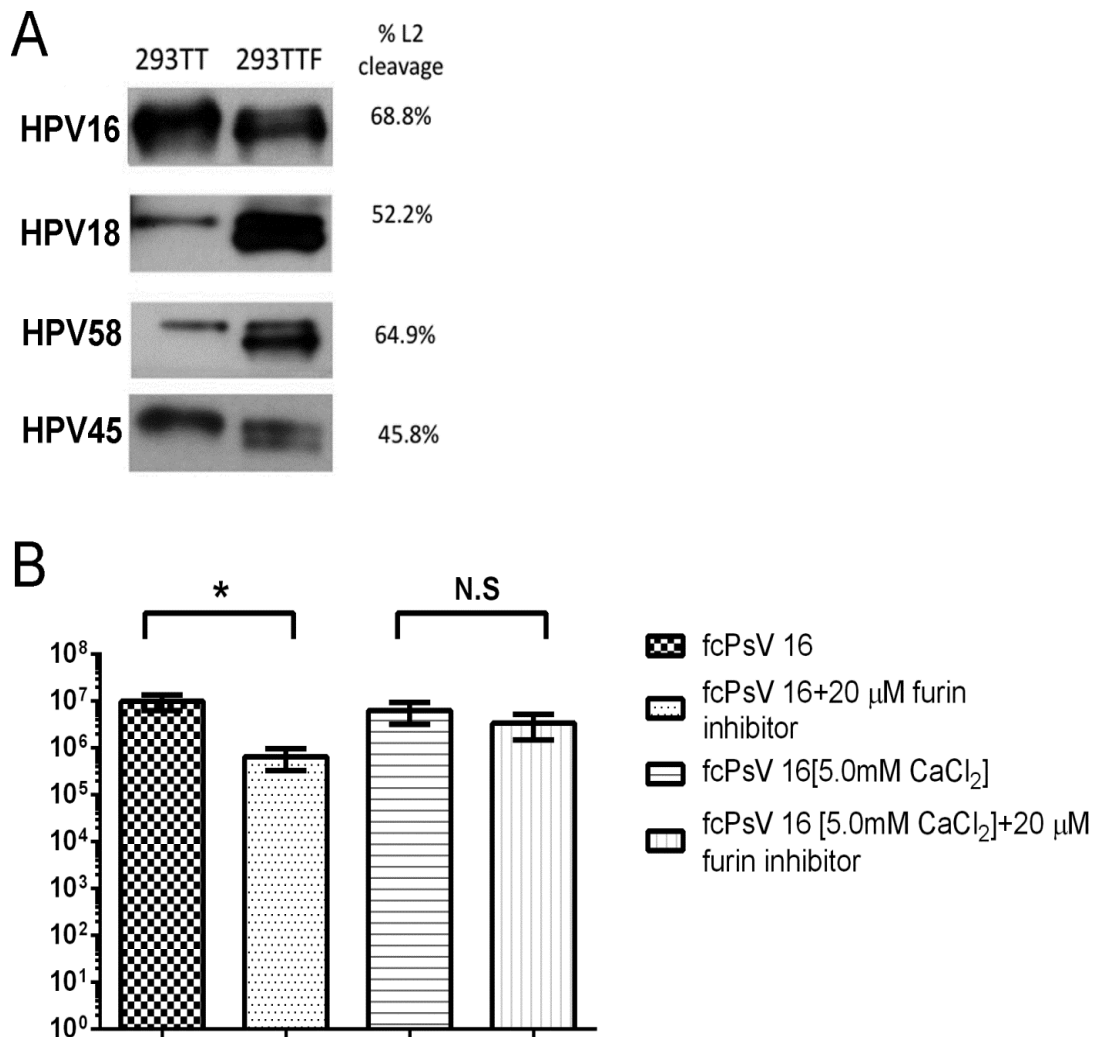 A
293TT 293TTF
% L2
cleavage
HPV16
68.8%
HPV18
52.2%
HPV58
64.9%
HPV45
45.8%
B
*
N.S
10⁸
10⁷
10⁶
10⁵
10⁴
10³
10²
10¹
10⁰
fcPsV 16
fcPsV 16+20 μM furin
inhibitor
fcPsV 16[5.0mM CaCl₂]
fcPsV 16 [5.0mM CaCl₂]+20 μM
furin inhibitor